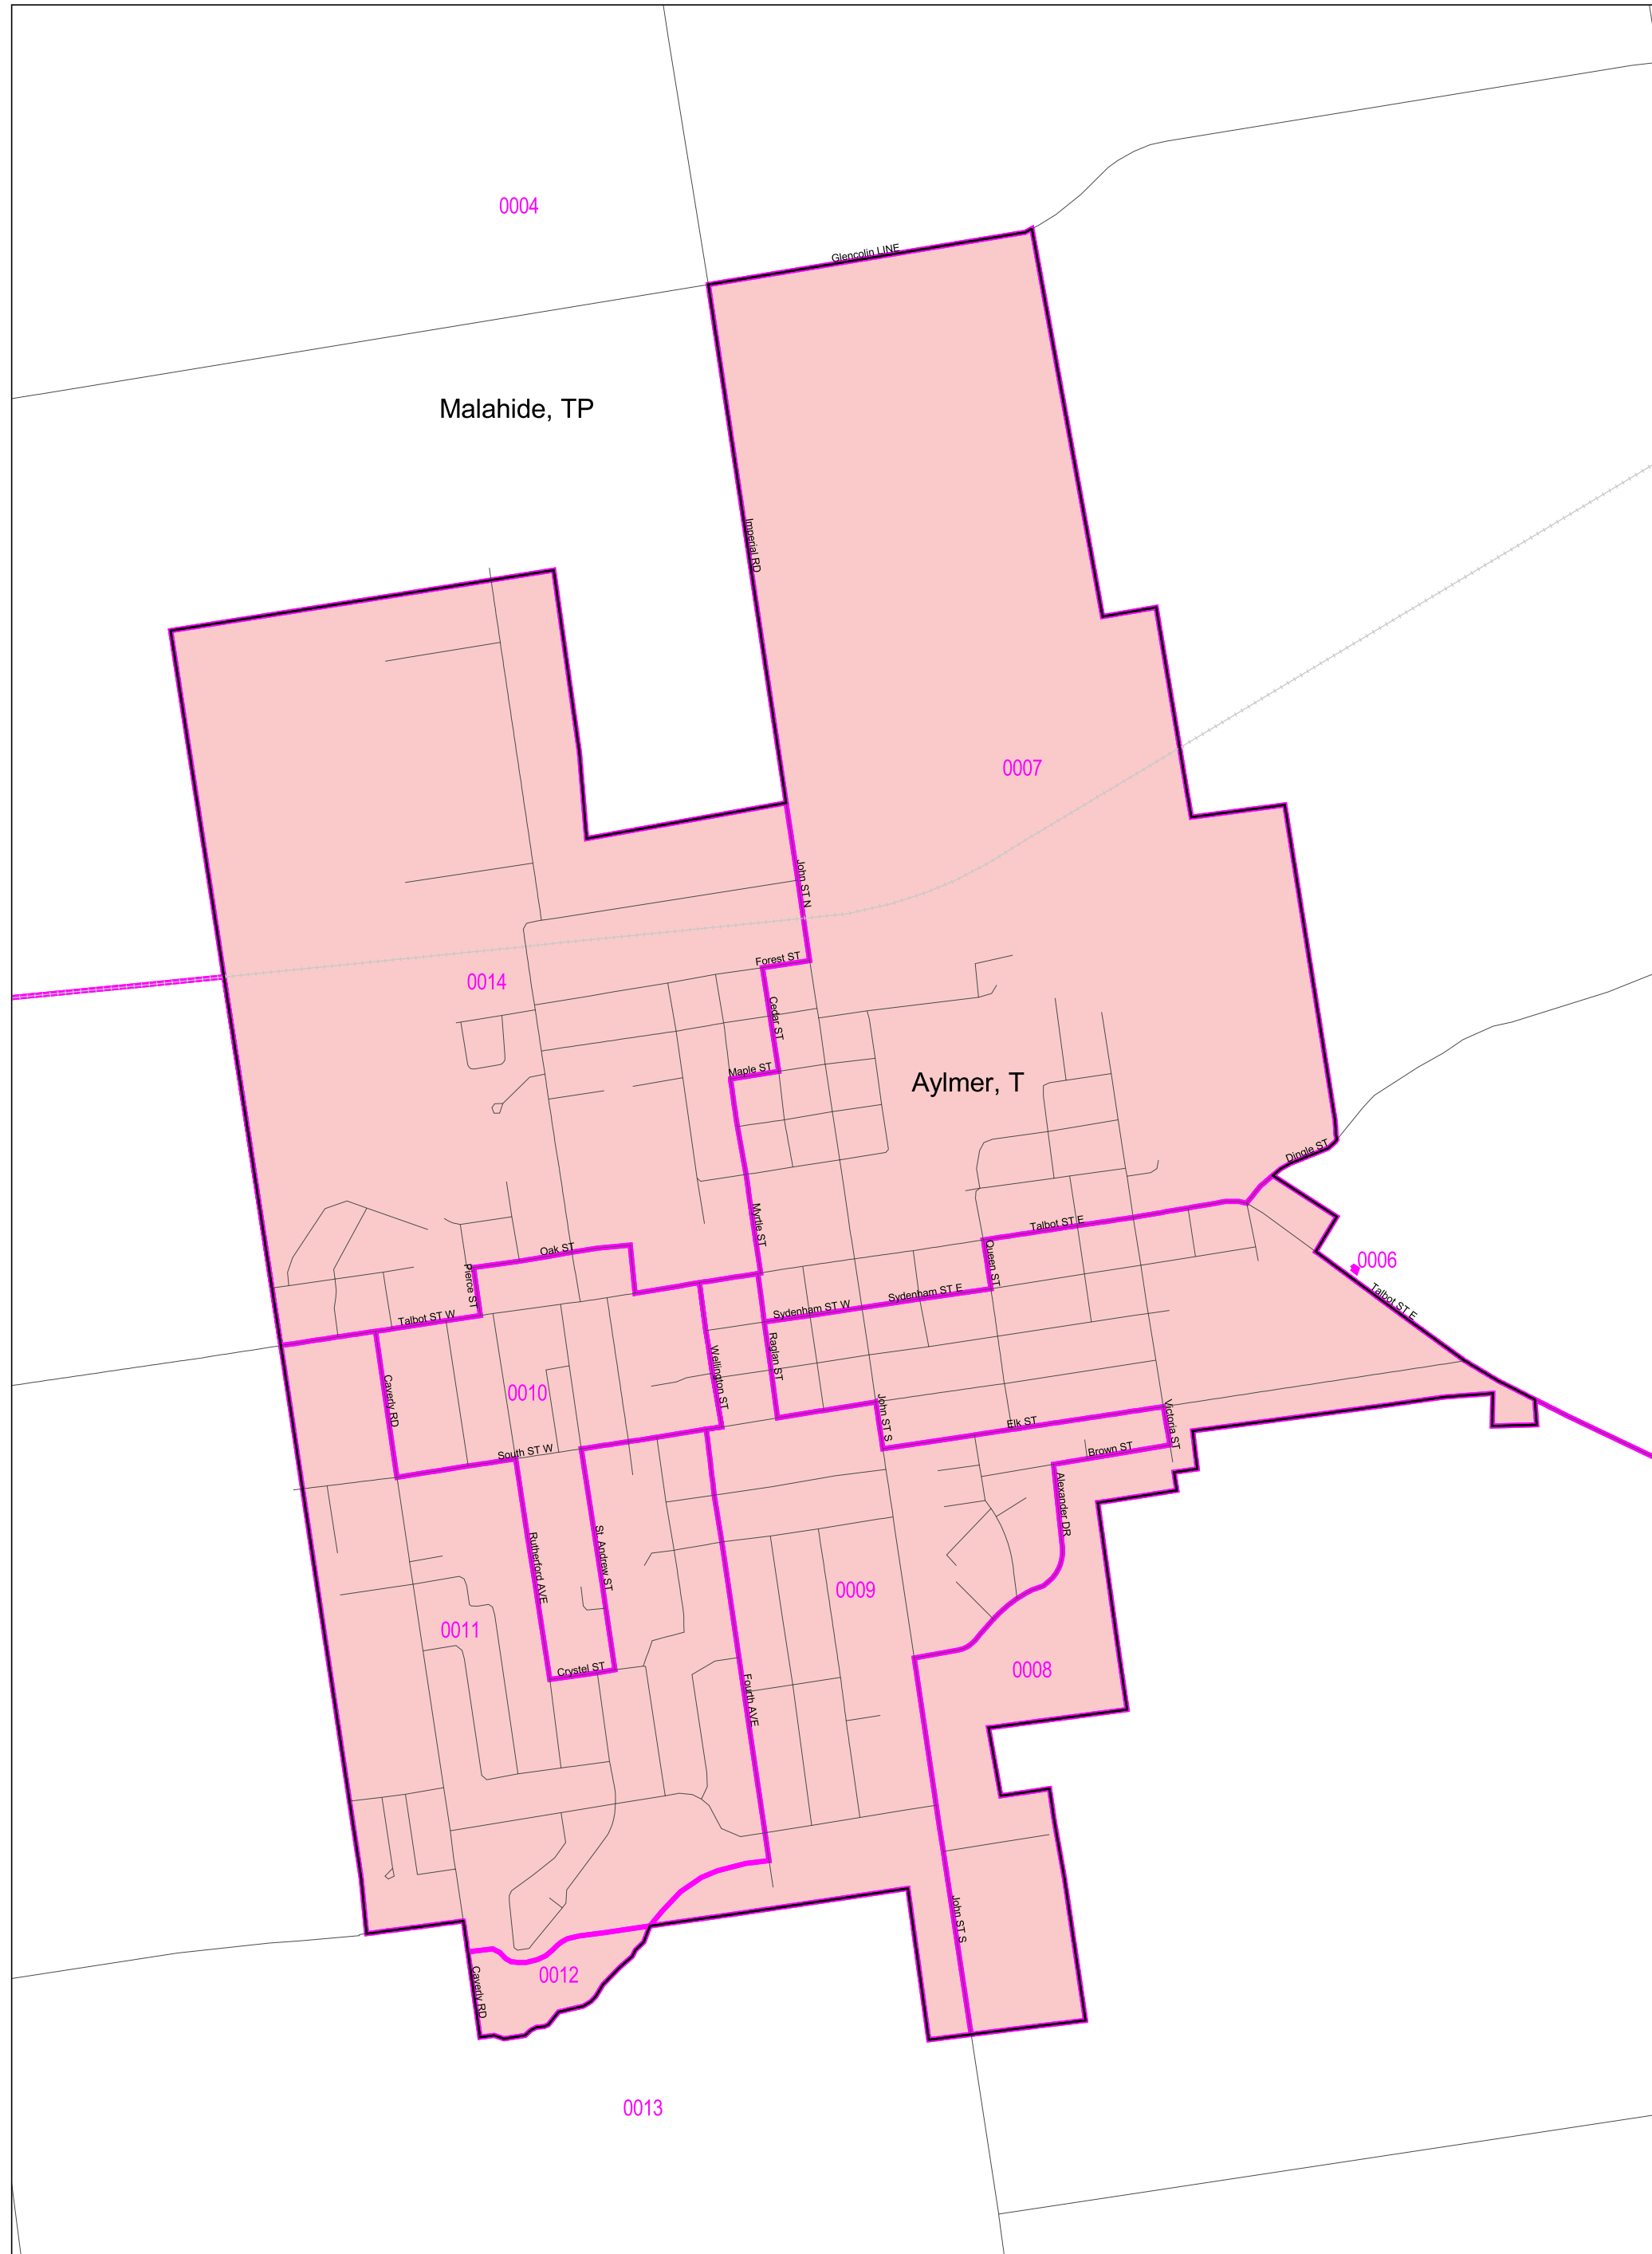 0004
Glencolin LINE
Malahide, TP
Imperial RD
0007
John ST N
Forest ST
0014
Cedar ST
Maple ST
Aylmer, T
Dingle ST
Myrtle ST
Talbot ST E
Oak ST
Queen ST
0006
Pierce ST
Talbot ST W
Sydenham ST W
Sydenham ST E
Talbot ST E
Raglan ST
Wellington ST
Caverly RD
0010
John ST S
Elk ST
Victoria ST
South ST W
Brown ST
Alexander DR
Rutherford AVE
St. Andrew ST
0009
0011
Crystel ST
0008
Fourth AVE
John ST S
0012
Caverly RD
0013